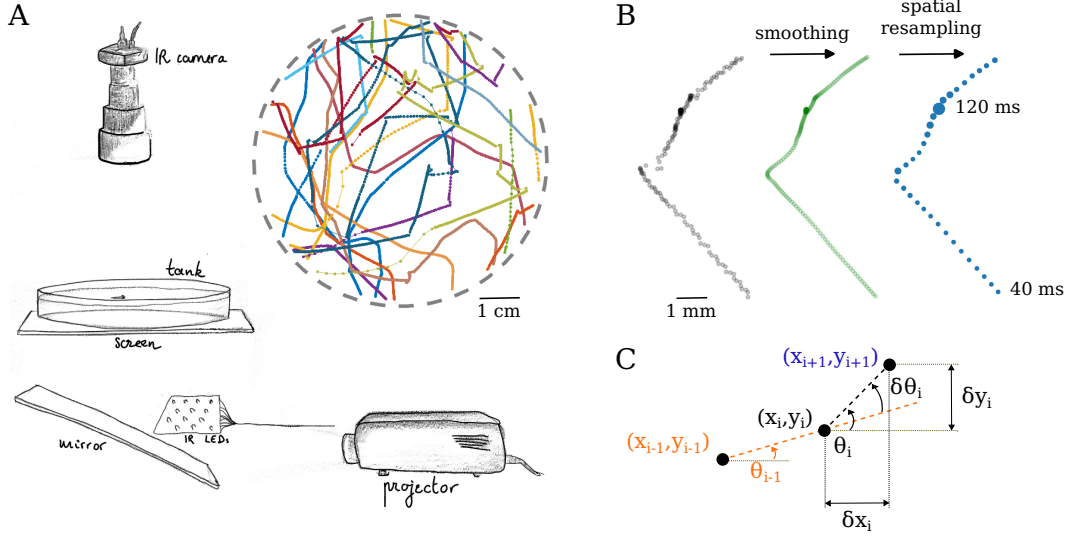 A
IR camera
1 cm
tank
screen
mirror
IR LEDs
projector
B
smoothing
spatial
resampling
120 ms
40 ms
1 mm
C
(xᵢ₊₁,yᵢ₊₁)
(xᵢ,yᵢ)
(xᵢ₋₁,yᵢ₋₁)
δθᵢ
δyᵢ
θᵢ
θᵢ₋₁
δxᵢ